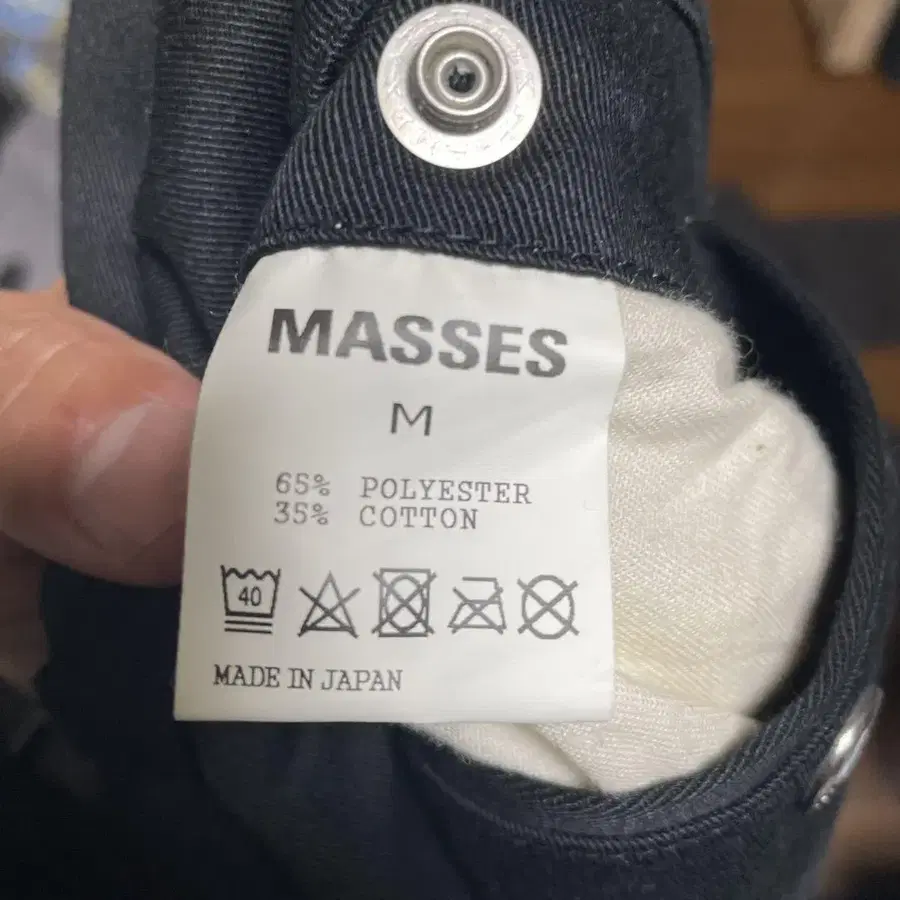 MASSES
M
65% POLYESTER
35% COTTON
40
MADE IN JAPAN